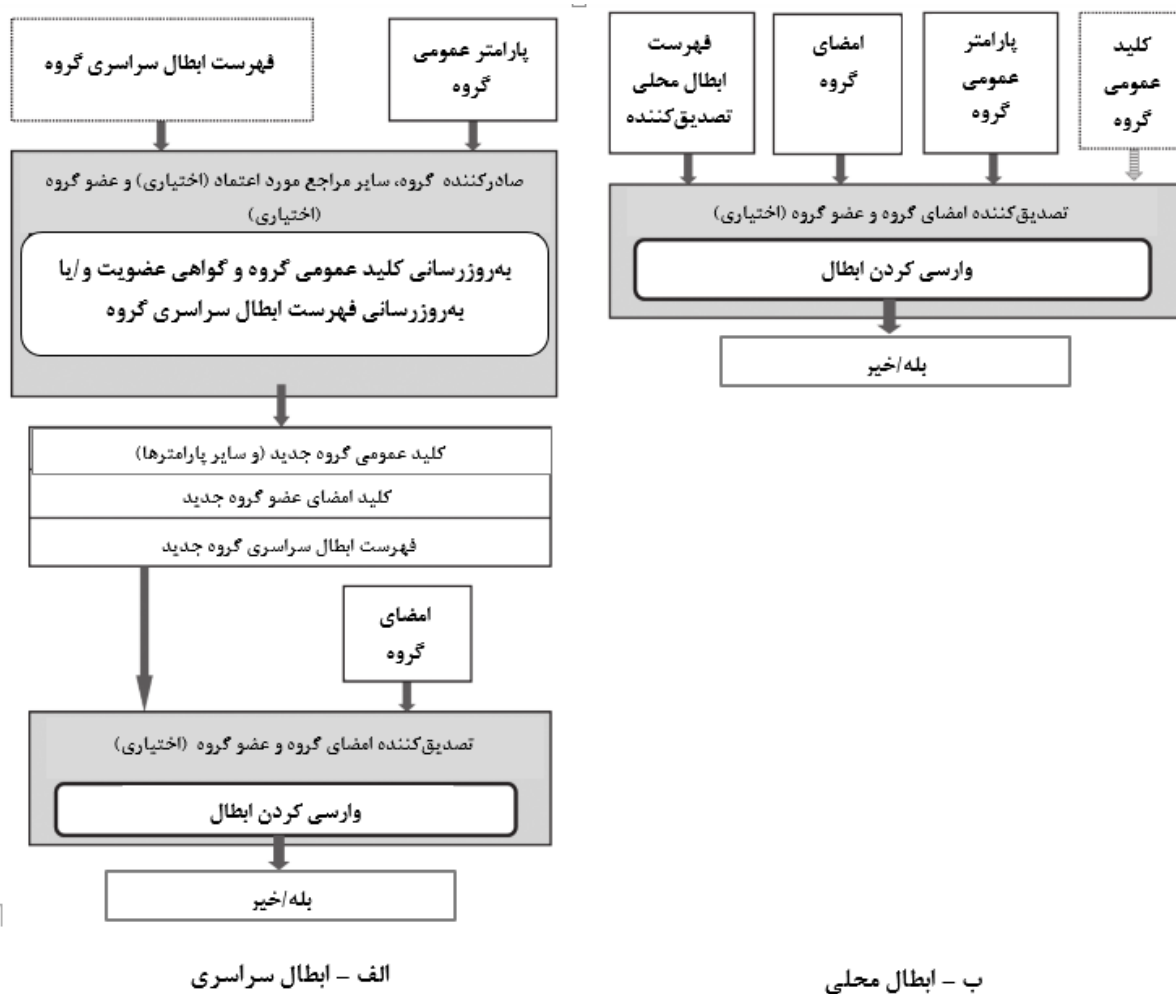 فهرست ابطال سراسری گروه
پارامتر عمومی
گروه
صادرکننده گروه، سایر مراجع مورد اعتماد (اختیاری) و عضو گروه
(اختیاری)
به‌روزرسانی کلید عمومی گروه و گواهی عضویت و/یا
به‌روزرسانی فهرست ابطال سراسری گروه
کلید عمومی گروه جدید (و سایر پارامترها)
کلید امضای عضو گروه جدید
فهرست ابطال سراسری گروه جدید
امضای
گروه
تصدیق‌کننده امضای گروه و عضو گروه (اختیاری)
وارسی کردن ابطال
بله/خیر
الف – ابطال سراسری
کلید
عمومی
گروه
پارامتر
عمومی
گروه
امضای
گروه
فهرست
ابطال محلی
تصدیق‌کننده
تصدیق‌کننده امضای گروه و عضو گروه (اختیاری)
وارسی کردن ابطال
بله/خیر
ب – ابطال محلی